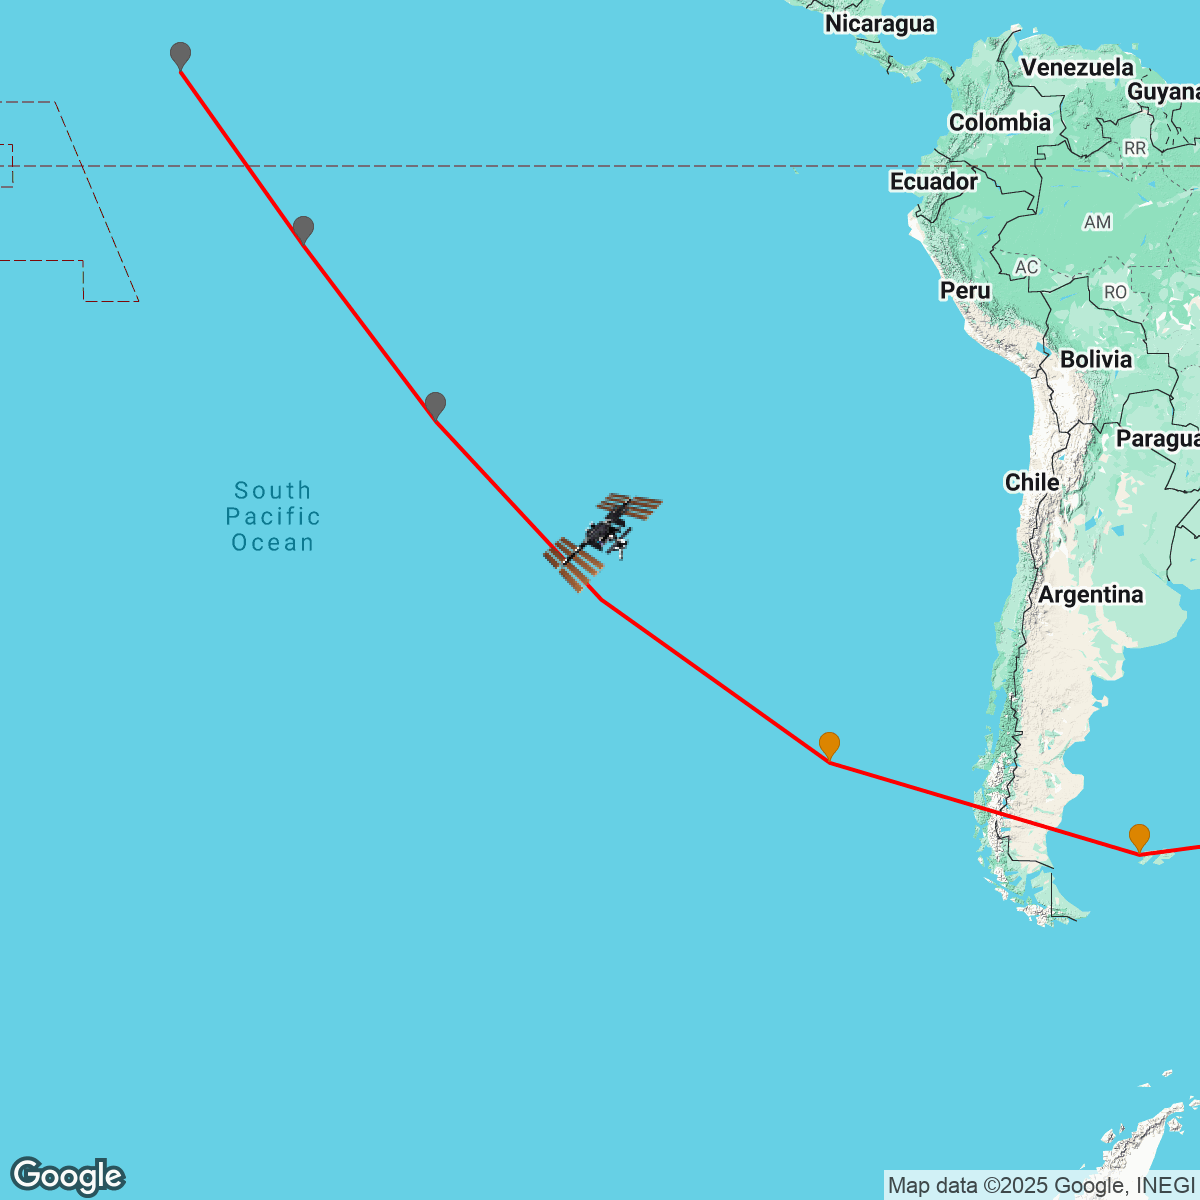 Nicaragua
Venezuela
Guyana
Colombia
RR
Ecuador
AM
AC
Peru
RO
Bolivia
Paragua
Chile
South
Pacific
Ocean
Argentina
Google
Map data ©2025 Google, INEGI